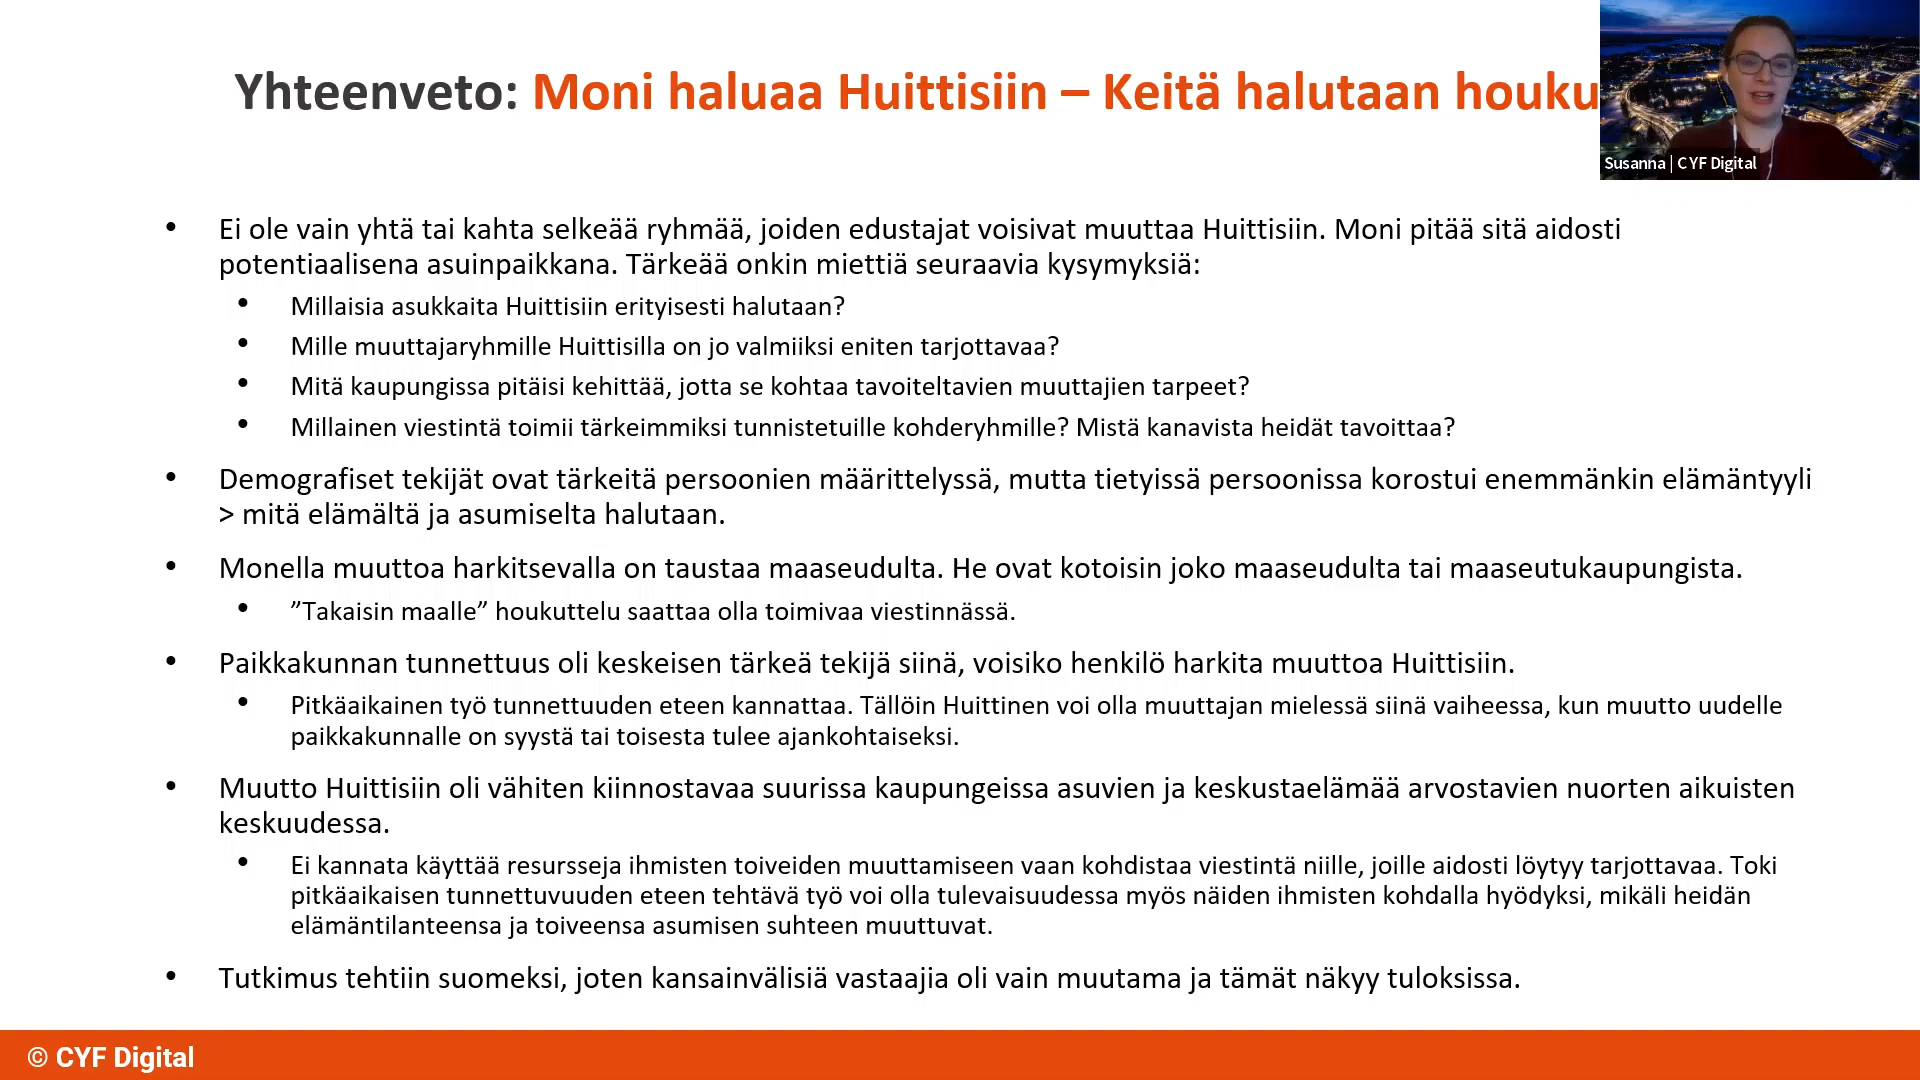 Yhteenveto: Moni haluaa Huittisiin – Keitä halutaan
Susanna | CYF Digital
• Ei ole vain yhtä tai kahta selkeää ryhmää, joiden edustajat voisivat muuttaa Huittisiin. Moni pitää sitä aidosti
potentiaalisena asuinpaikkana. Tärkeää onkin miettiä seuraavia kysymyksiä:
• Millaisia asukkaita Huittisiin erityisesti halutaan?
• Mille muuttajaryhmille Huittisilla on jo valmiiksi eniten tarjottavaa?
• Mitä kaupungissa pitäisi kehittää, jotta se kohtaa tavoiteltavien muuttajien tarpeet?
• Millainen viestintä toimii tärkeimmiksi tunnistetuille kohderyhmille? Mistä kanavista heidät tavoittaa?
• Demografiset tekijät ovat tärkeitä persoonien määrittelyssä, mutta tietyissä persoonissa korostui enemmänkin elämäntyyli
> mitä elämältä ja asumiselta halutaan.
• Monella muuttoa harkitsevalla on taustaa maaseudulta. He ovat kotoisin joko maaseudulta tai maaseutukaupungista.
• ”Takaisin maalle” houkuttelu saattaa olla toimivaa viestinnässä.
• Paikkakunnan tunnettuus oli keskeisen tärkeä tekijä siinä, voisiko henkilö harkita muuttoa Huittisiin.
• Pitkäaikainen työ tunnettuuden eteen kannattaa. Tällöin Huittinen voi olla muuttajan mielessä siinä vaiheessa, kun muutto uudelle
paikkakunnalle on syystä tai toisesta tulee ajankohtaiseksi.
• Muutto Huittisiin oli vähiten kiinnostavaa suurissa kaupungeissa asuvien ja keskustaelämää arvostavien nuorten aikuisten
keskuudessa.
• Ei kannata käyttää resursseja ihmisten toiveiden muuttamiseen vaan kohdistaa viestintä niille, joille aidosti löytyy tarjottavaa. Toki
pitkäaikaisen tunnettuvuuden eteen tehtävä työ voi olla tulevaisuudessa myös näiden ihmisten kohdalla hyödyksi, mikäli heidän
elämäntilanteensa ja toiveensa asumisen suhteen muuttuvat.
• Tutkimus tehtiin suomeksi, joten kansainvälisiä vastaajia oli vain muutama ja tämät näkyy tuloksissa.
© CYF Digital